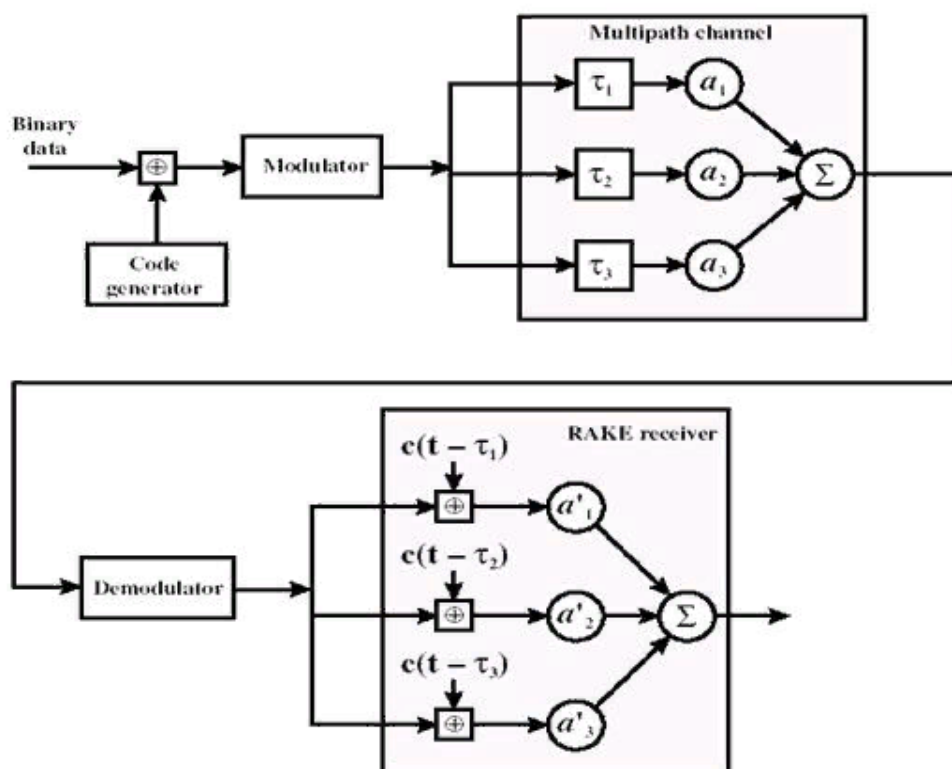 Multipath channel
Binary
data
⊕
Modulator
Code
generator
τ₁
a₁
τ₂
a₂
Σ
τ₃
a₃
RAKE receiver
c(t − τ₁)
⊕
a'₁
Demodulator
c(t − τ₂)
⊕
a'₂
Σ
c(t − τ₃)
⊕
a'₃